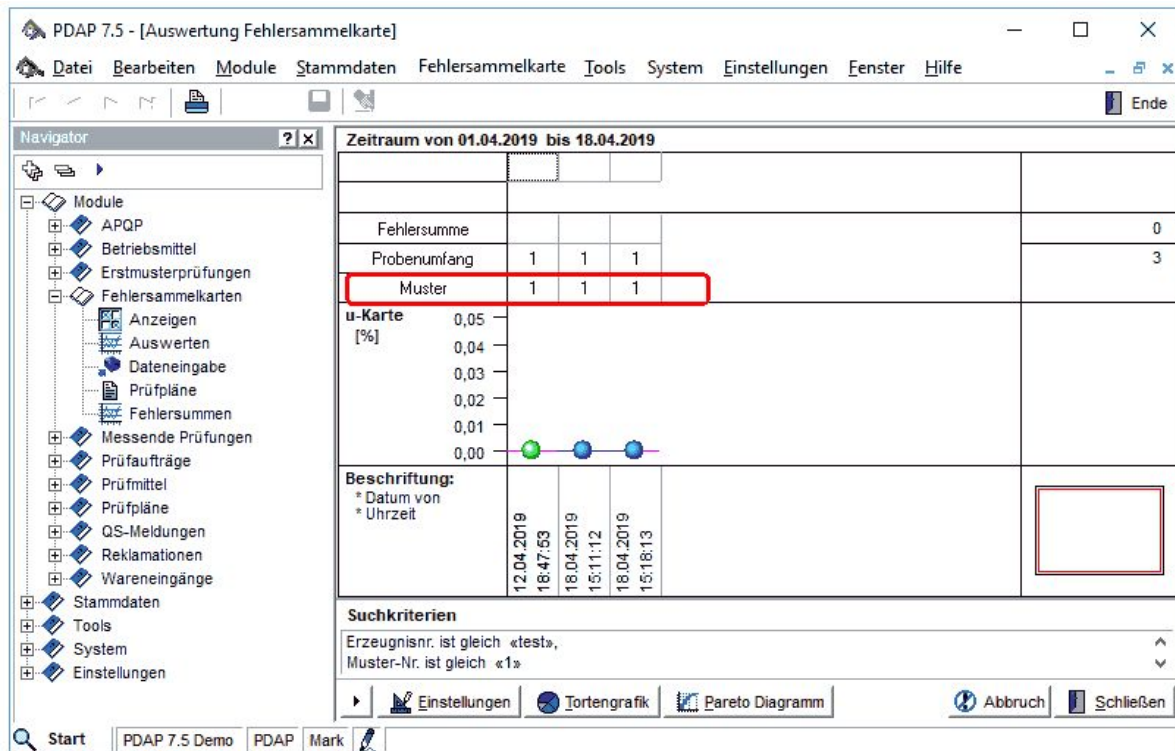 PDAP 7.5 - [Auswertung Fehlersammelkarte]
Datei Bearbeiten Module Stammdaten Fehlersammelkarte Tools System Einstellungen Fenster Hilfe
Ende
Navigator
Module
APQP
Betriebsmittel
Erstmusterprüfungen
Fehlersammelkarten
Anzeigen
Auswerten
Dateneingabe
Prüfpläne
Fehlersummen
Messende Prüfungen
Prüfaufträge
Prüfmittel
Prüfpläne
QS-Meldungen
Reklamationen
Wareneingänge
Stammdaten
Tools
System
Einstellungen
Zeitraum von 01.04.2019 bis 18.04.2019
Fehlersumme 0
Probenumfang 1 1 1 3
Muster 1 1 1
u-Karte
[%]
0,05
0,04
0,03
0,02
0,01
0,00
Beschriftung:
* Datum von
* Uhrzeit
12.04.2019
18:47:53
18.04.2019
15:11:12
18.04.2019
15:18:13
Suchkriterien
Erzeugnisnr. ist gleich «test»,
Muster-Nr. ist gleich «1»
Einstellungen Tortengrafik Pareto Diagramm Abbruch Schließen
Start PDAP 7.5 Demo PDAP Mark